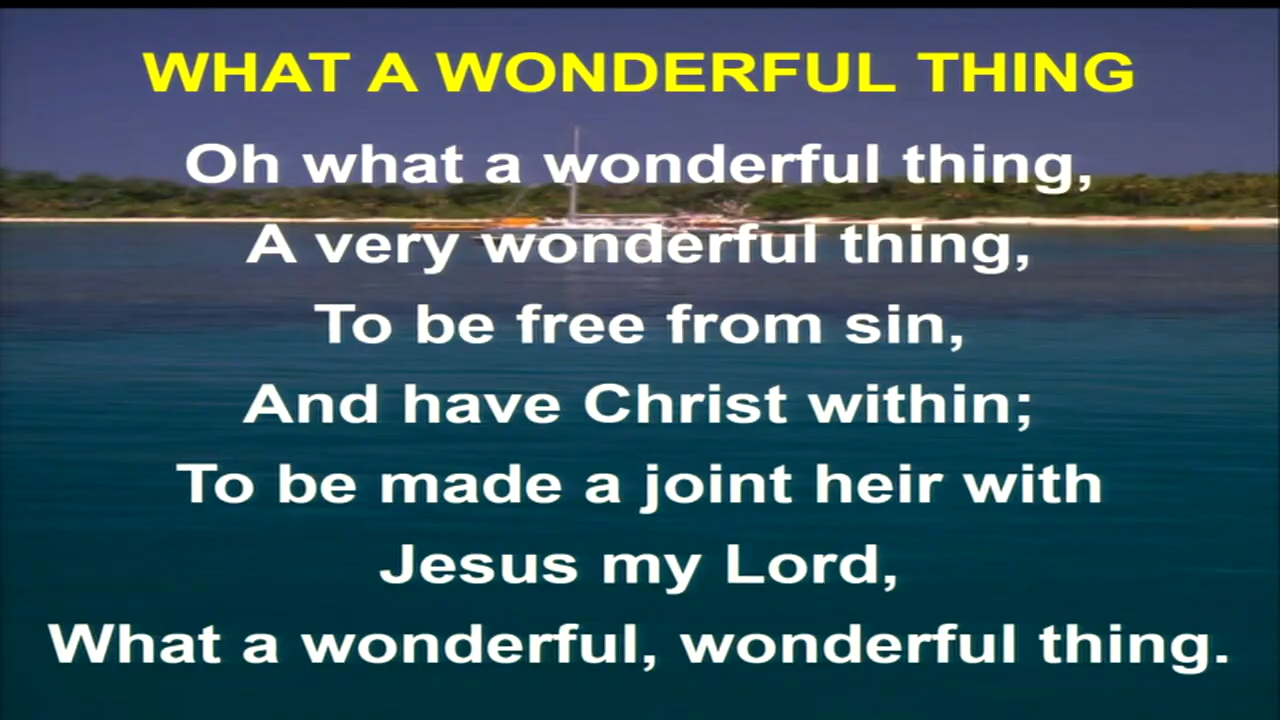 WHAT A WONDERFUL THING
Oh what a wonderful thing,
A very wonderful thing,
To be free from sin,
And have Christ within;
To be made a joint heir with
Jesus my Lord,
What a wonderful, wonderful thing.